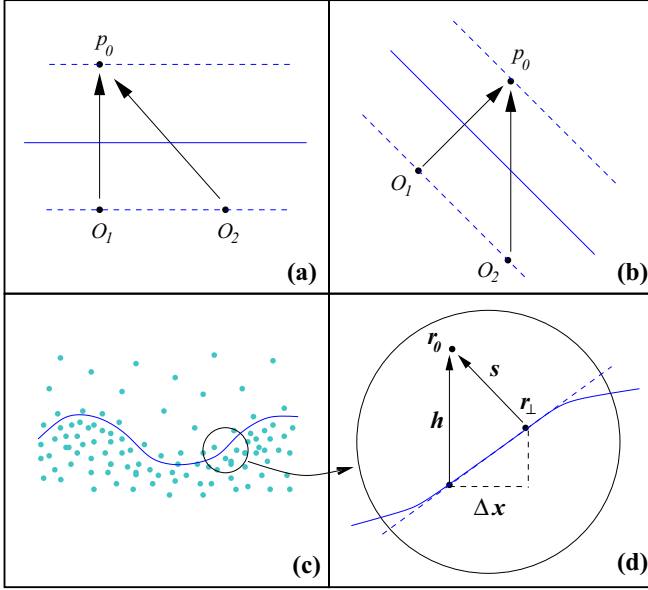 p₀
O₁ O₂
(a)
p₀
O₁
O₂
(b)
(c)
r₀
s
r⊥
h
Δx
(d)